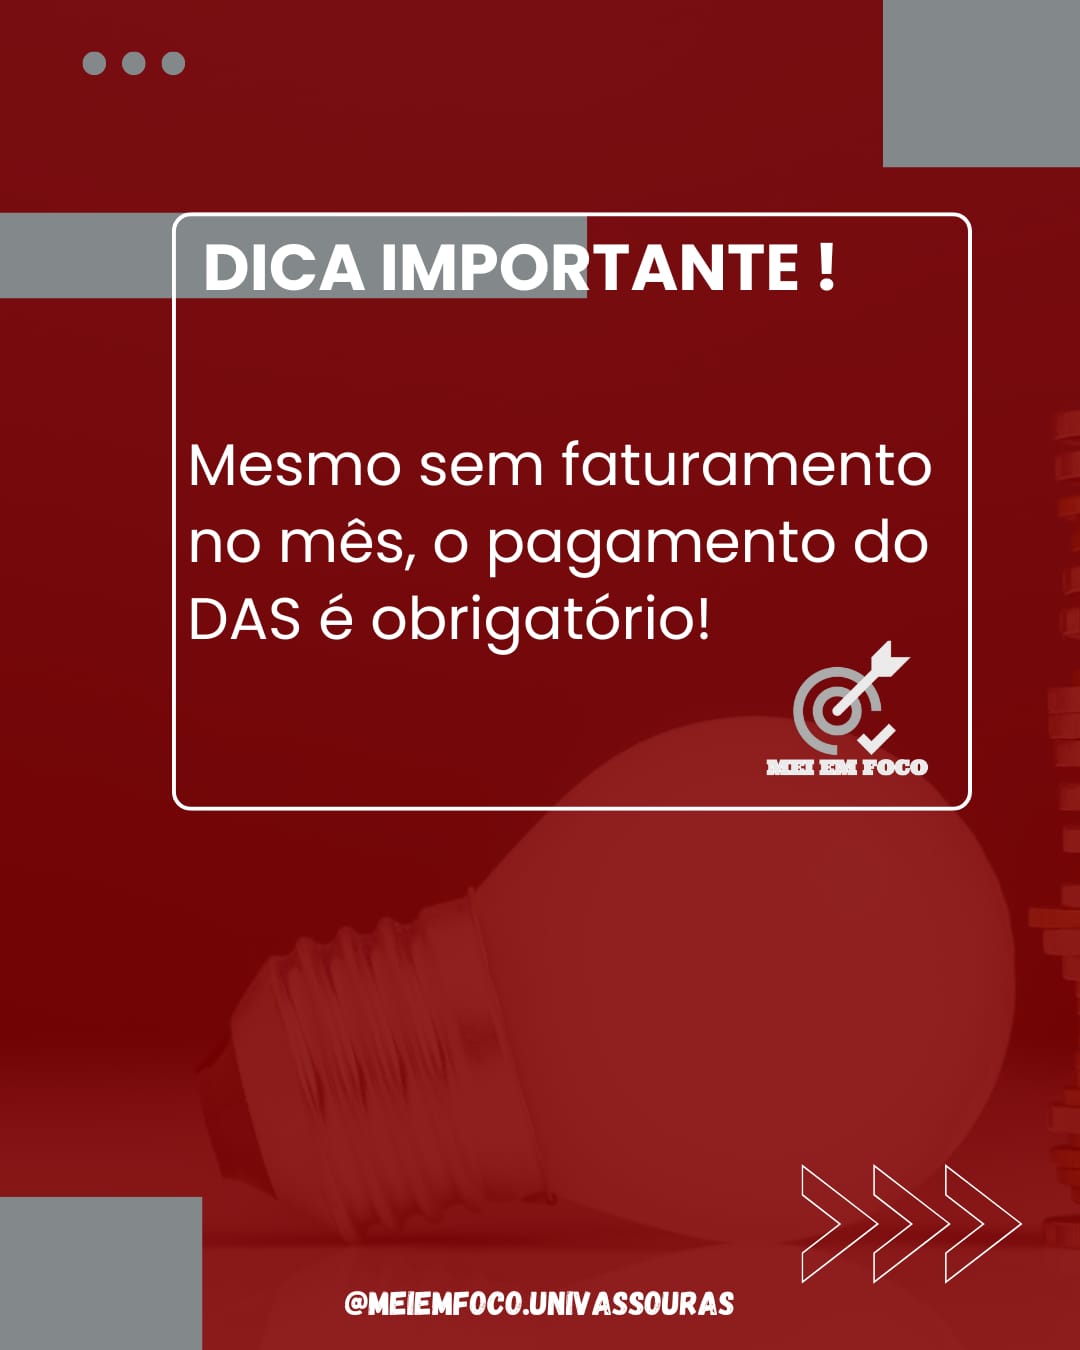 DICA IMPORTANTE !
Mesmo sem faturamento
no mês, o pagamento do
DAS é obrigatório!
MEI EM FOCO
@MEIEMFOCO.UNIVASSOURAS